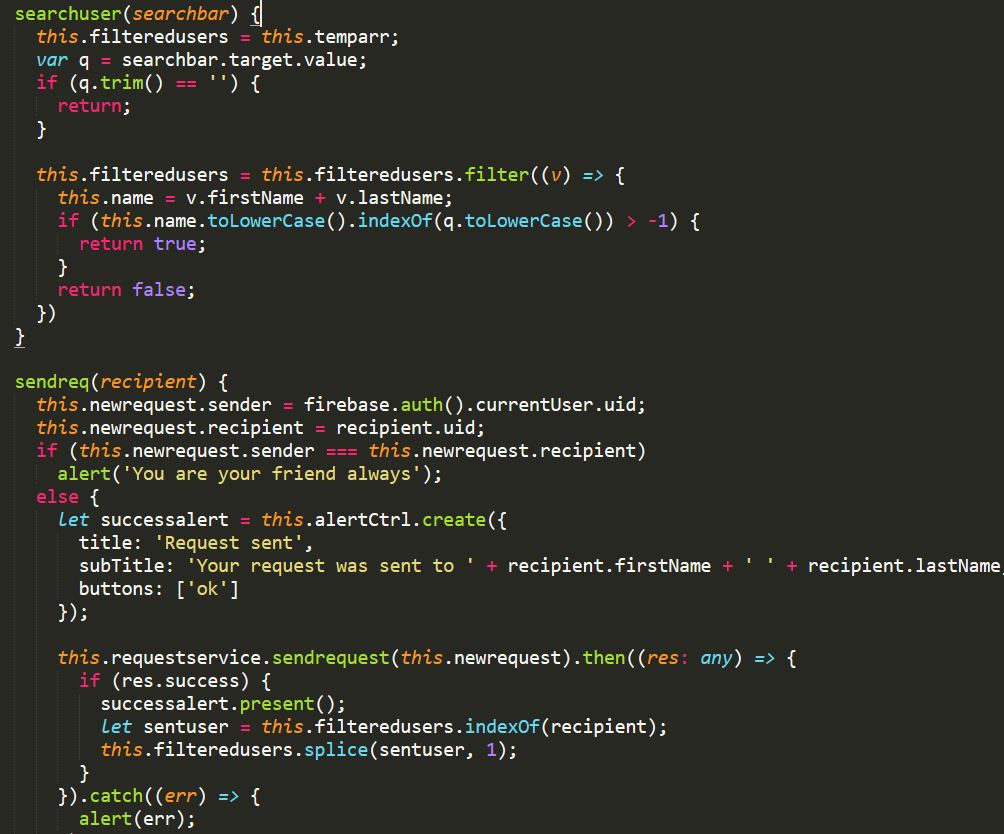 searchuser(searchbar) {
  this.filteredusers = this.temparr;
  var q = searchbar.target.value;
  if (q.trim() == '') {
    return;
  }

  this.filteredusers = this.filteredusers.filter((v) => {
    this.name = v.firstName + v.lastName;
    if (this.name.toLowerCase().indexOf(q.toLowerCase()) > -1) {
      return true;
    }
    return false;
  })
}

sendreq(recipient) {
  this.newrequest.sender = firebase.auth().currentUser.uid;
  this.newrequest.recipient = recipient.uid;
  if (this.newrequest.sender === this.newrequest.recipient)
    alert('You are your friend always');
  else {
    let successalert = this.alertCtrl.create({
      title: 'Request sent',
      subTitle: 'Your request was sent to ' + recipient.firstName + ' ' + recipient.lastName,
      buttons: ['ok']
    });

    this.requestservice.sendrequest(this.newrequest).then((res: any) => {
      if (res.success) {
        successalert.present();
        let sentuser = this.filteredusers.indexOf(recipient);
        this.filteredusers.splice(sentuser, 1);
      }
    }).catch((err) => {
      alert(err);